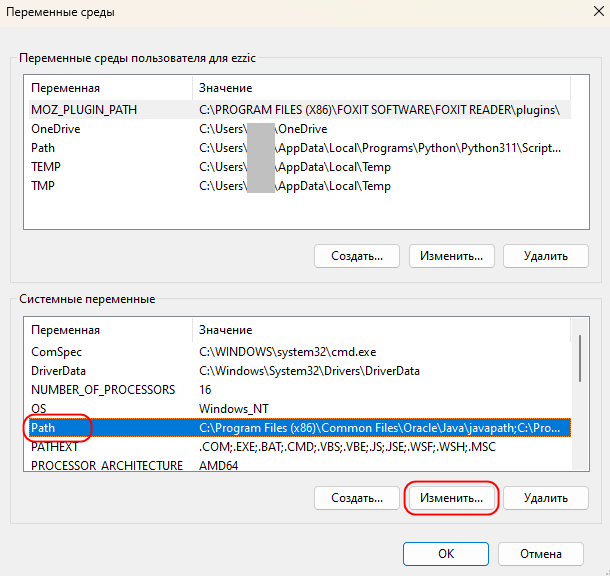 Переменные среды
Переменные среды пользователя для ezzic
Переменная Значение
MOZ_PLUGIN_PATH C:\PROGRAM FILES (X86)\FOXIT SOFTWARE\FOXIT READER\plugins\
OneDrive C:\Users\ \OneDrive
Path C:\Users\ \AppData\Local\Programs\Python\Python311\Script...
TEMP C:\Users\ \AppData\Local\Temp
TMP C:\Users\ \AppData\Local\Temp
Создать... Изменить... Удалить
Системные переменные
Переменная Значение
ComSpec C:\WINDOWS\system32\cmd.exe
DriverData C:\Windows\System32\Drivers\DriverData
NUMBER_OF_PROCESSORS 16
OS Windows_NT
Path C:\Program Files (x86)\Common Files\Oracle\Java\javapath;C:\Pro...
PATHEXT .COM;.EXE;.BAT;.CMD;.VBS;.VBE;.JS;.JSE;.WSF;.WSH;.MSC
PROCESSOR_ARCHITECTURE AMD64
Создать... Изменить... Удалить
OK Отмена